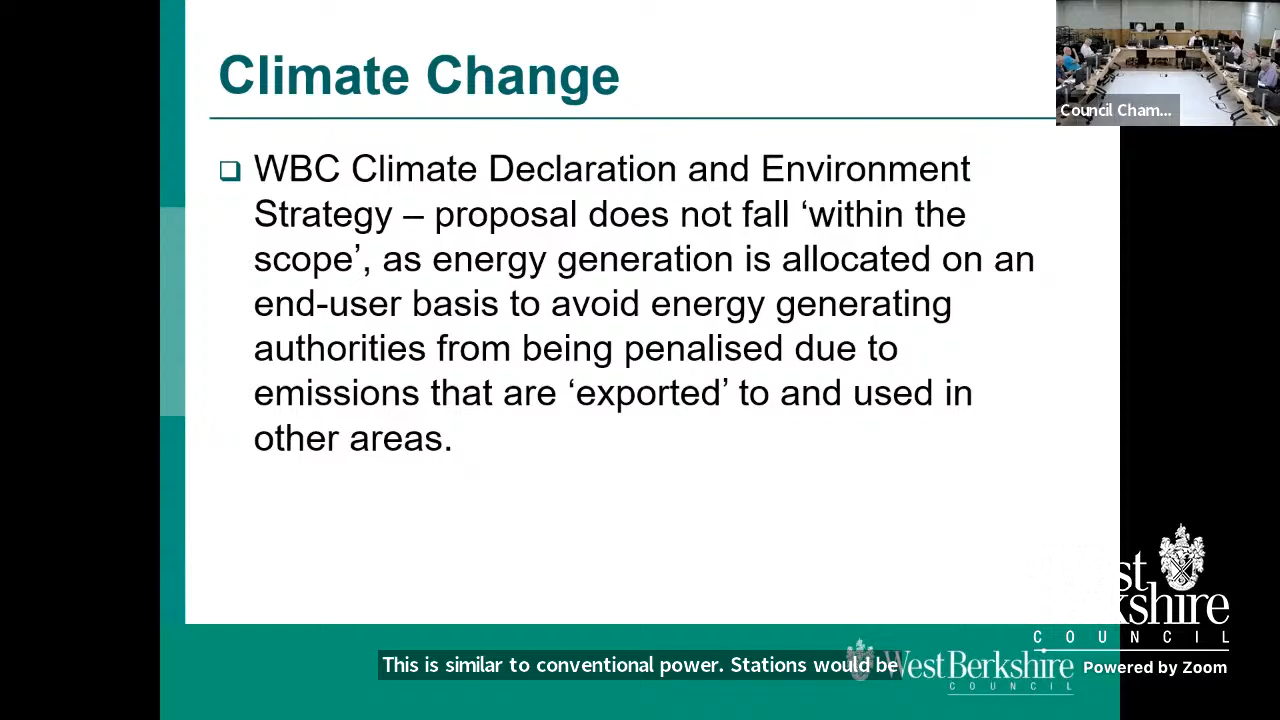 Climate Change
Council Cham...
WBC Climate Declaration and Environment
Strategy – proposal does not fall ‘within the
scope’, as energy generation is allocated on an
end-user basis to avoid energy generating
authorities from being penalised due to
emissions that are ‘exported’ to and used in
other areas.
st
kshire
COUNCIL
This is similar to conventional power. Stations would be
West Berkshire
COUNCIL
Powered by Zoom